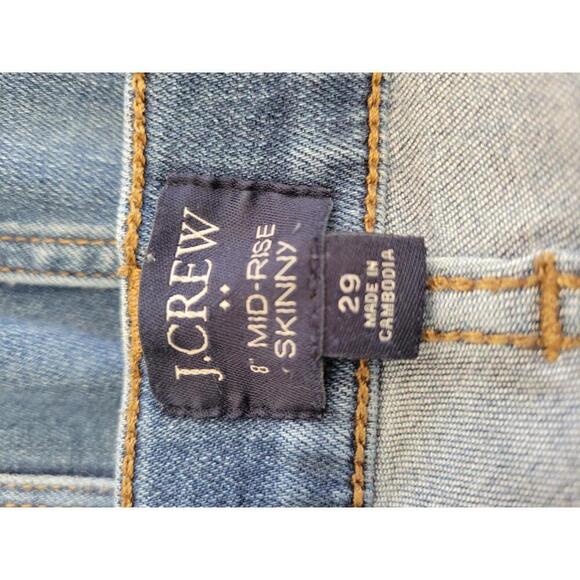 J.CREW
8" MID-RISE
SKINNY
29
MADE IN
CAMBODIA